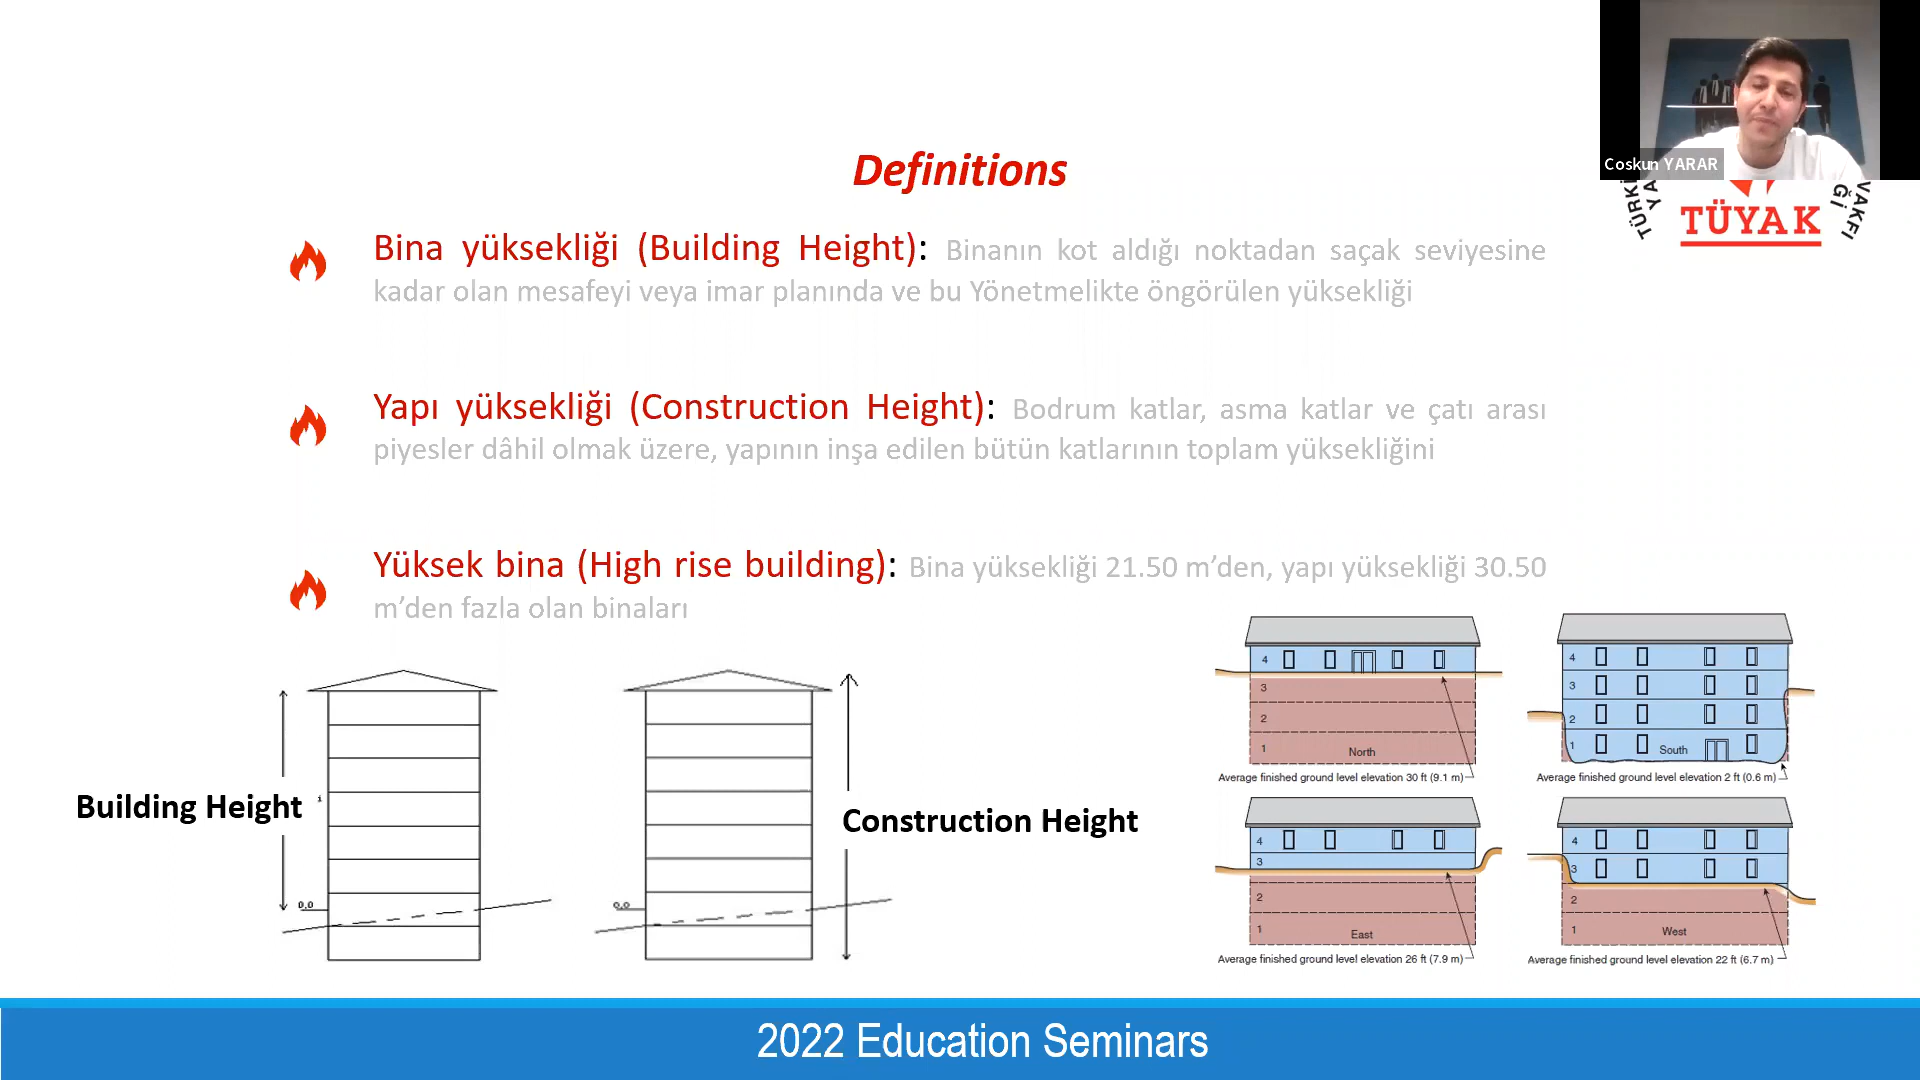 Coskun YARAR
TÜRKİ
YA
VAKFI
Ğİ
TÜYAK
Definitions
Bina yüksekliği (Building Height): Binanın kot aldığı noktadan saçak seviyesine
kadar olan mesafeyi veya imar planında ve bu Yönetmelikte öngörülen yüksekliği
Yapı yüksekliği (Construction Height): Bodrum katlar, asma katlar ve çatı arası
piyesler dâhil olmak üzere, yapının inşa edilen bütün katlarının toplam yüksekliğini
Yüksek bina (High rise building): Bina yüksekliği 21.50 m’den, yapı yüksekliği 30.50
m’den fazla olan binaları
Building Height
0.0
0.0
Construction Height
4
3
2
1
North
Average finished ground level elevation 30 ft (9.1 m)
4
3
2
1
South
Average finished ground level elevation 2 ft (0.6 m)
4
3
2
1
East
Average finished ground level elevation 26 ft (7.9 m)
4
3
2
1
West
Average finished ground level elevation 22 ft (6.7 m)
2022 Education Seminars